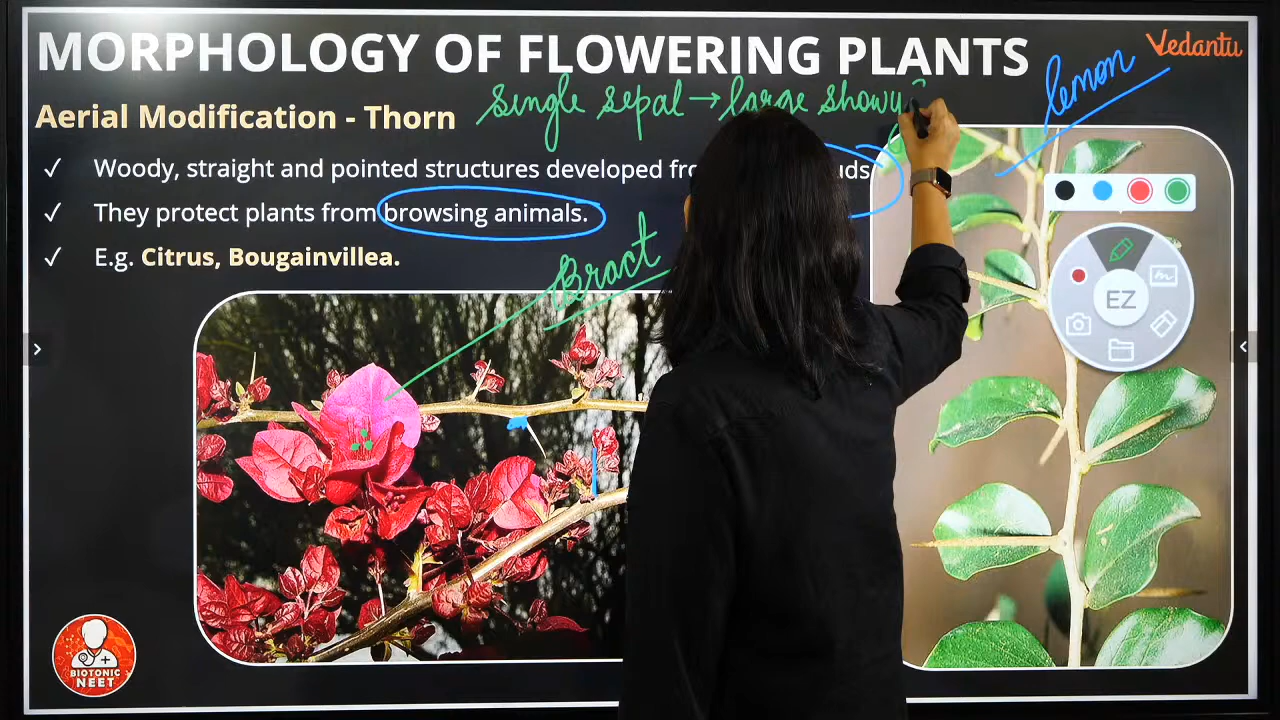 MORPHOLOGY OF FLOWERING PLANTS
Vedantu
lemon
single sepal → large showy
Aerial Modification - Thorn
✓ Woody, straight and pointed structures developed uds
✓ They protect plants from browsing animals.
✓ E.g. Citrus, Bougainvillea.
Bract
EZ
BIOTONIC
NEET